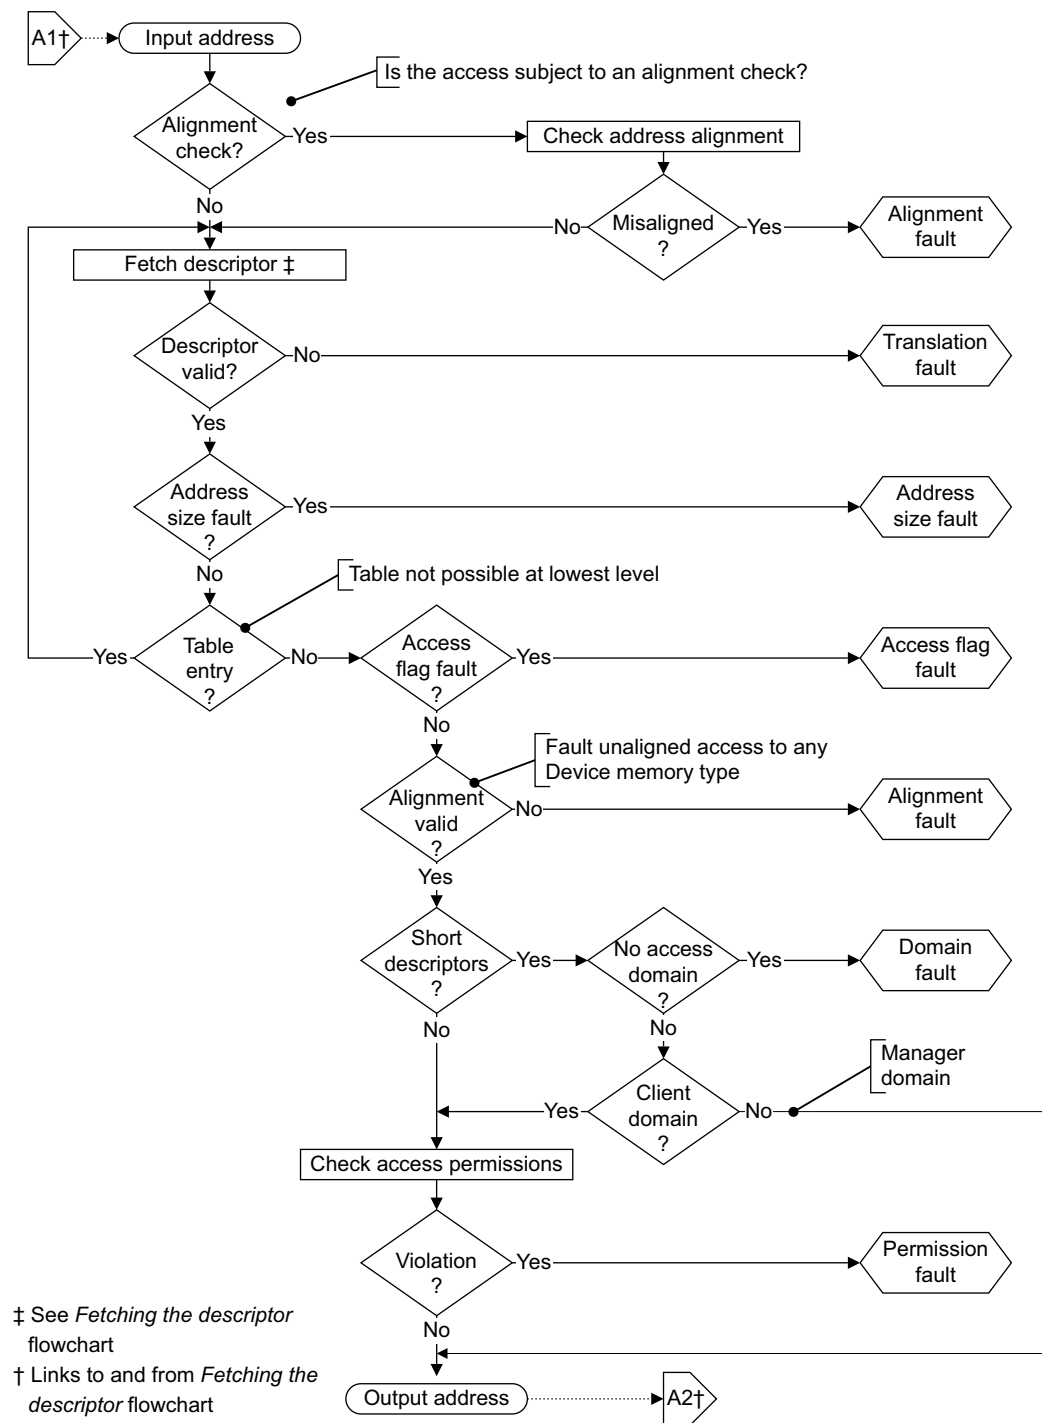 A1†
Input address
Is the access subject to an alignment check?
Alignment
check?
Yes
Check address alignment
No
Misaligned
?
No
Yes
Alignment
fault
Fetch descriptor ‡
Descriptor
valid?
No
Translation
fault
Yes
Address
size fault
?
Yes
Address
size fault
No
Table not possible at lowest level
Yes
Table
entry
?
No
Access
flag fault
?
Yes
Access flag
fault
No
Fault unaligned access to any
Device memory type
Alignment
valid
?
No
Alignment
fault
Yes
Short
descriptors
?
Yes
No access
domain
?
Yes
Domain
fault
No
No
Manager
domain
Yes
Client
domain
?
No
Check access permissions
Violation
?
Yes
Permission
fault
No
‡ See Fetching the descriptor
flowchart
† Links to and from Fetching the
descriptor flowchart
Output address
A2†